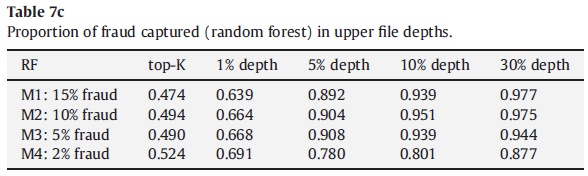 Table 7c
Proportion of fraud captured (random forest) in upper file depths.
RF top-K 1% depth 5% depth 10% depth 30% depth
M1: 15% fraud 0.474 0.639 0.892 0.939 0.977
M2: 10% fraud 0.494 0.664 0.904 0.951 0.975
M3: 5% fraud 0.490 0.668 0.908 0.939 0.944
M4: 2% fraud 0.524 0.691 0.780 0.801 0.877